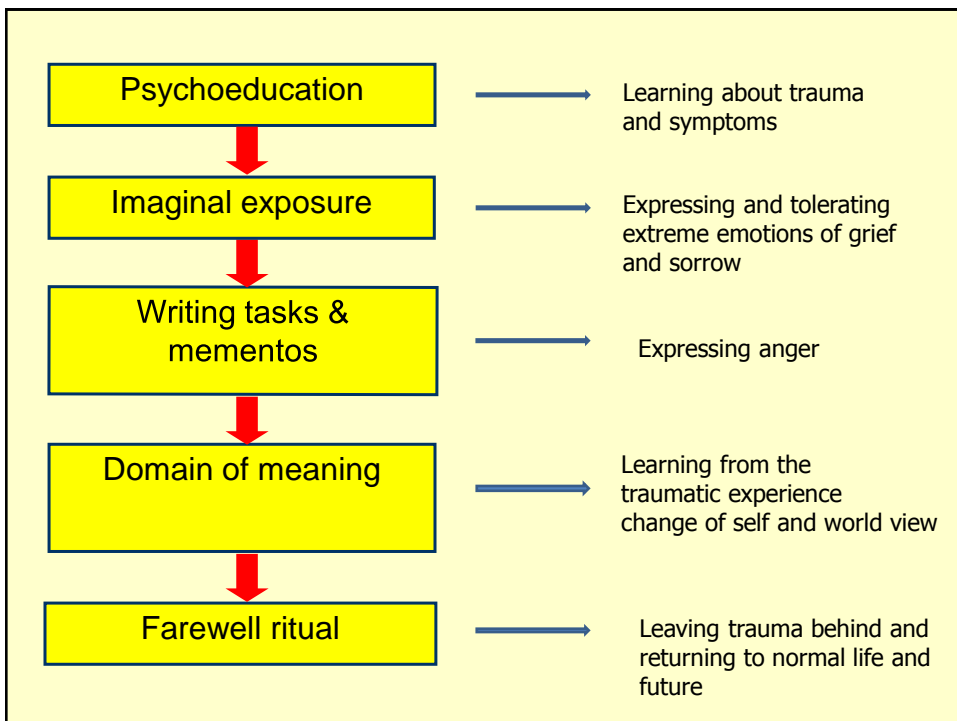 Psychoeducation
Learning about trauma
and symptoms
Imaginal exposure
Expressing and tolerating
extreme emotions of grief
and sorrow
Writing tasks &
mementos
Expressing anger
Domain of meaning
Learning from the
traumatic experience
change of self and world view
Farewell ritual
Leaving trauma behind and
returning to normal life and
future